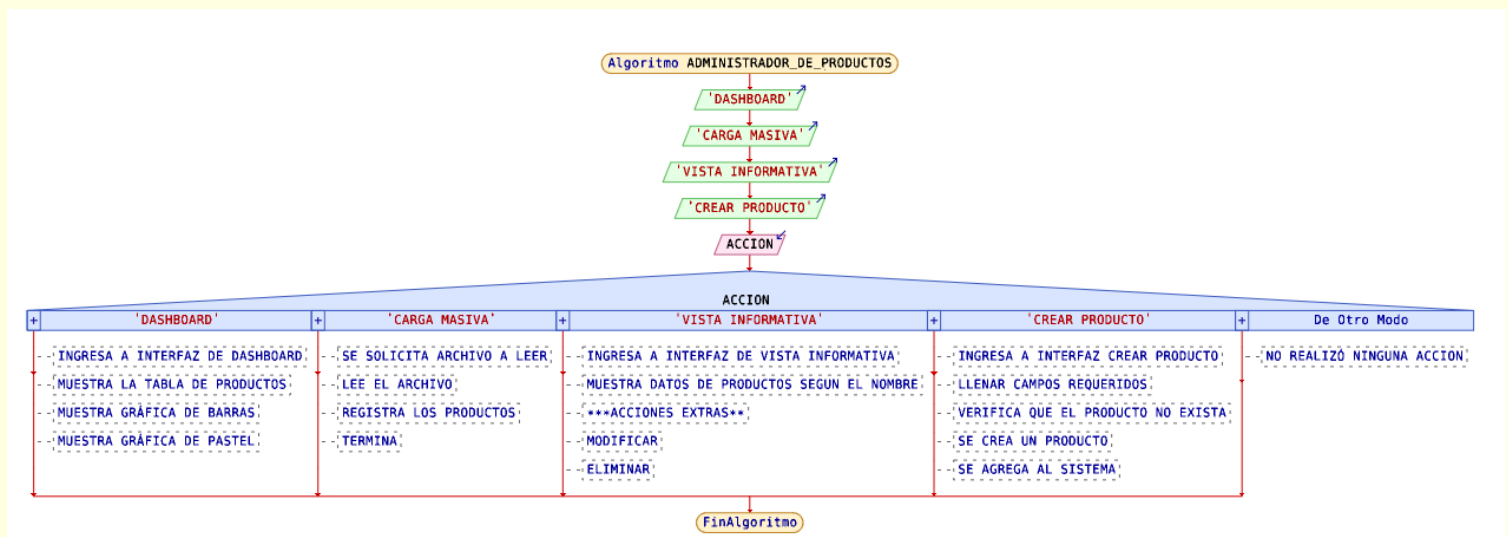 Algoritmo ADMINISTRADOR_DE_PRODUCTOS
'DASHBOARD'
'CARGA MASIVA'
'VISTA INFORMATIVA'
'CREAR PRODUCTO'
ACCION
ACCION
+ 'DASHBOARD' + 'CARGA MASIVA' + 'VISTA INFORMATIVA' + 'CREAR PRODUCTO' + De Otro Modo
INGRESA A INTERFAZ DE DASHBOARD
MUESTRA LA TABLA DE PRODUCTOS
MUESTRA GRÁFICA DE BARRAS
MUESTRA GRÁFICA DE PASTEL
SE SOLICITA ARCHIVO A LEER
LEE EL ARCHIVO
REGISTRA LOS PRODUCTOS
TERMINA
INGRESA A INTERFAZ DE VISTA INFORMATIVA
MUESTRA DATOS DE PRODUCTOS SEGUN EL NOMBRE
***ACCIONES EXTRAS**
MODIFICAR
ELIMINAR
INGRESA A INTERFAZ CREAR PRODUCTO
LLENAR CAMPOS REQUERIDOS
VERIFICA QUE EL PRODUCTO NO EXISTA
SE CREA UN PRODUCTO
SE AGREGA AL SISTEMA
NO REALIZÓ NINGUNA ACCION
FinAlgoritmo